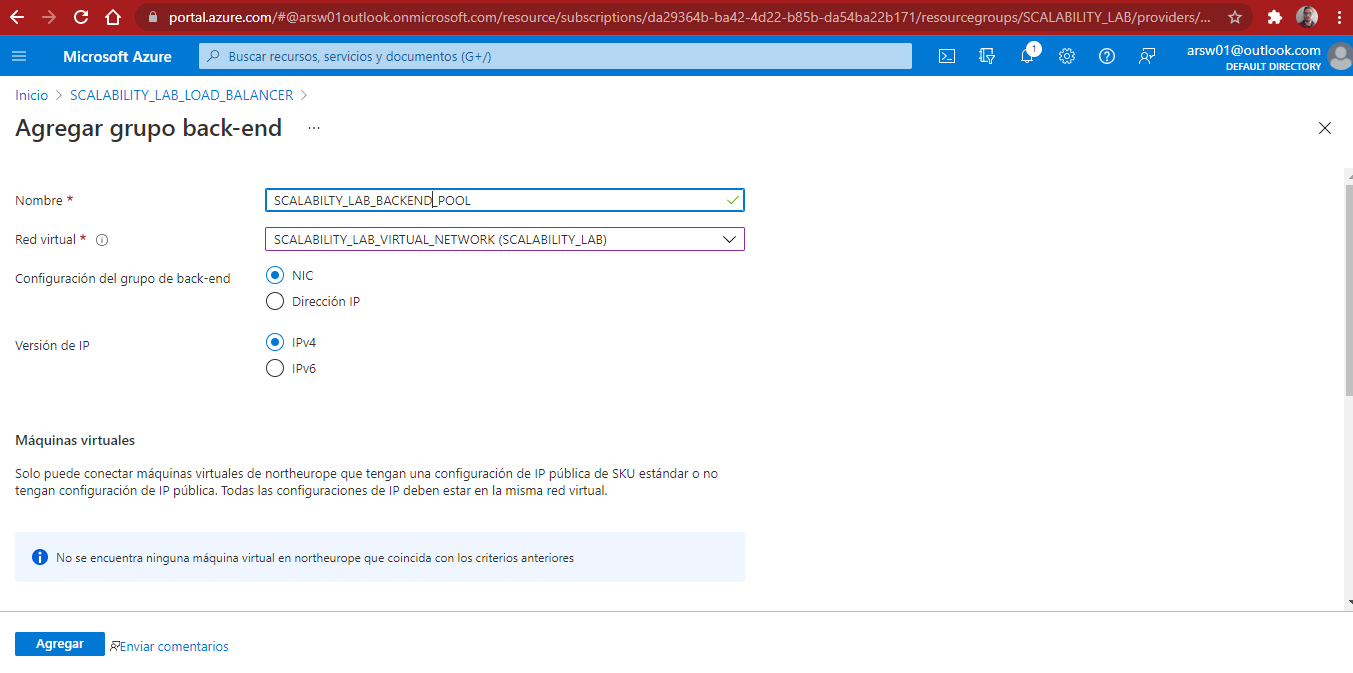 portal.azure.com/#@arsw01outlook.onmicrosoft.com/resource/subscriptions/da29364b-ba42-4d22-b85b-da54ba22b171/resourcegroups/SCALABILITY_LAB/providers/...
Microsoft Azure
Buscar recursos, servicios y documentos (G+/)
1
arsw01@outlook.com
DEFAULT DIRECTORY
Inicio > SCALABILITY_LAB_LOAD_BALANCER >
Agregar grupo back-end ...
Nombre * SCALABILTY_LAB_BACKEND_POOL
Red virtual * SCALABILITY_LAB_VIRTUAL_NETWORK (SCALABILITY_LAB)
Configuración del grupo de back-end NIC
Dirección IP
Versión de IP IPv4
IPv6
Máquinas virtuales
Solo puede conectar máquinas virtuales de northeurope que tengan una configuración de IP pública de SKU estándar o no
tengan configuración de IP pública. Todas las configuraciones de IP deben estar en la misma red virtual.
No se encuentra ninguna máquina virtual en northeurope que coincida con los criterios anteriores
Agregar Enviar comentarios